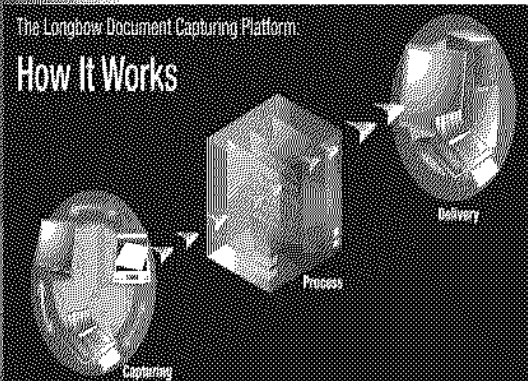 The Longbow Document Capturing Platform:
How It Works
Delivery
Process
Capturing